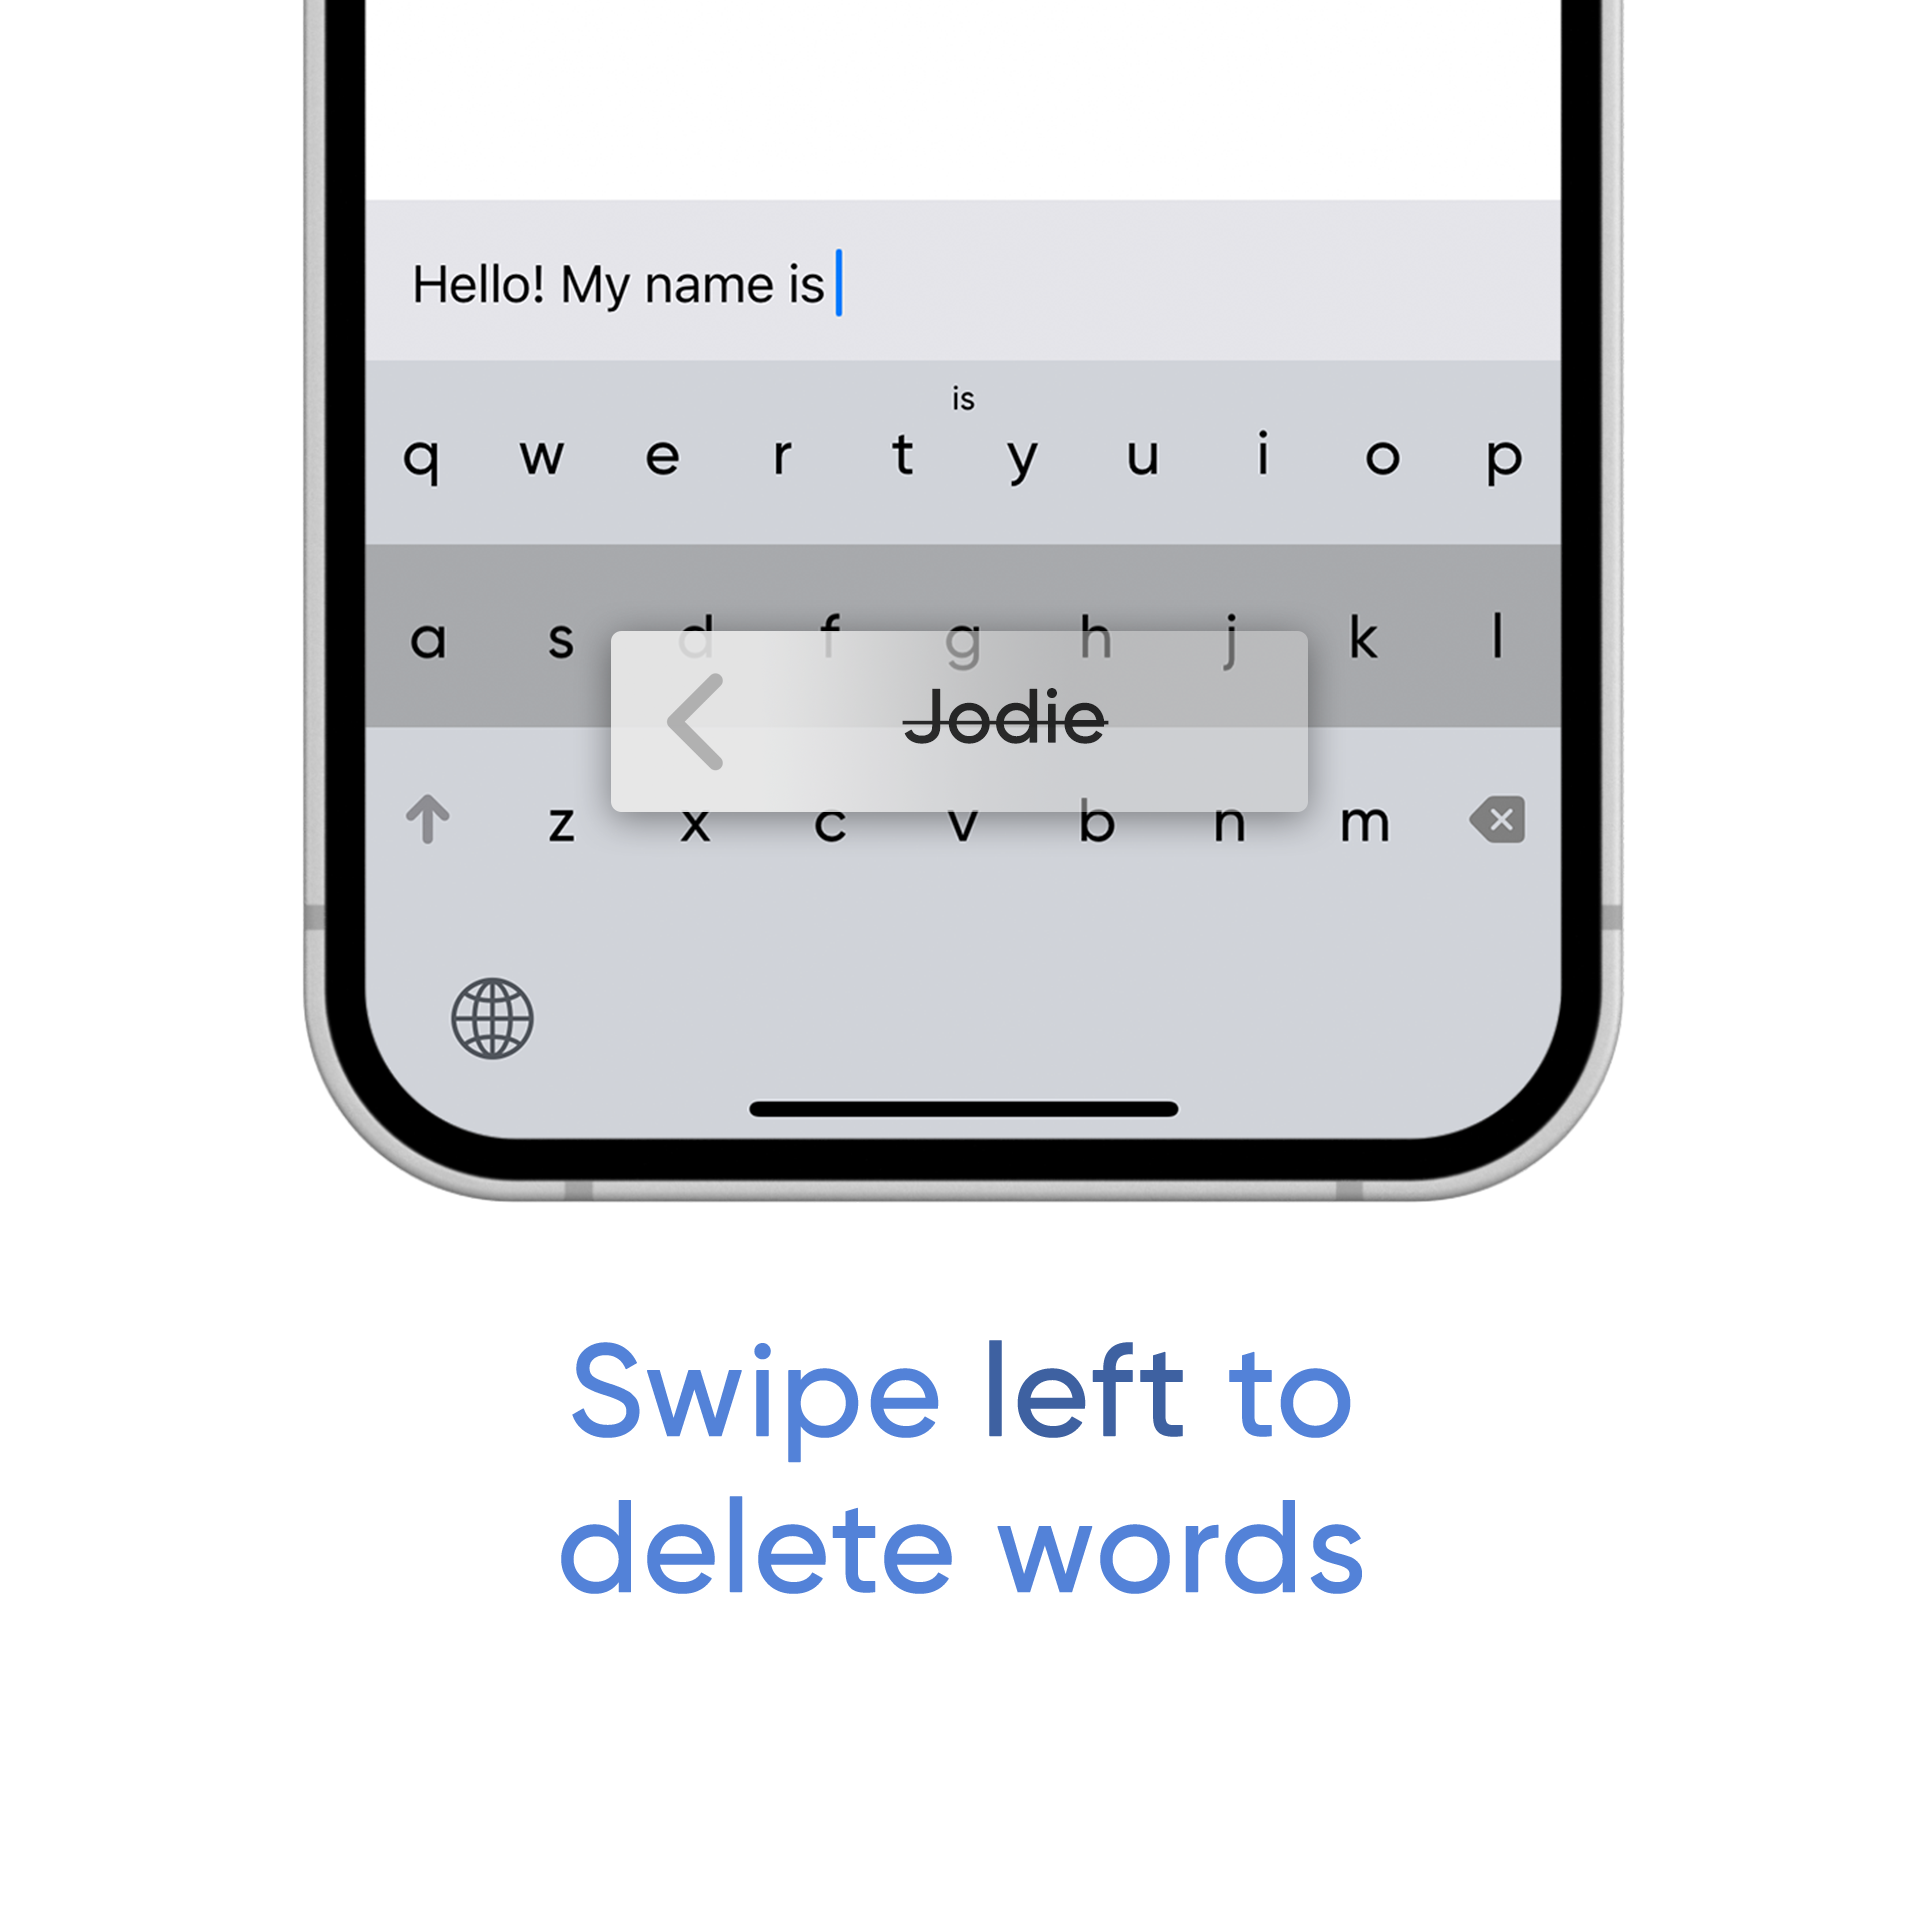 Hello! My name is
is
q w e r t y u i o p
a s d f g h j k l
Jodie
z x c v b n m
Swipe left to
delete words